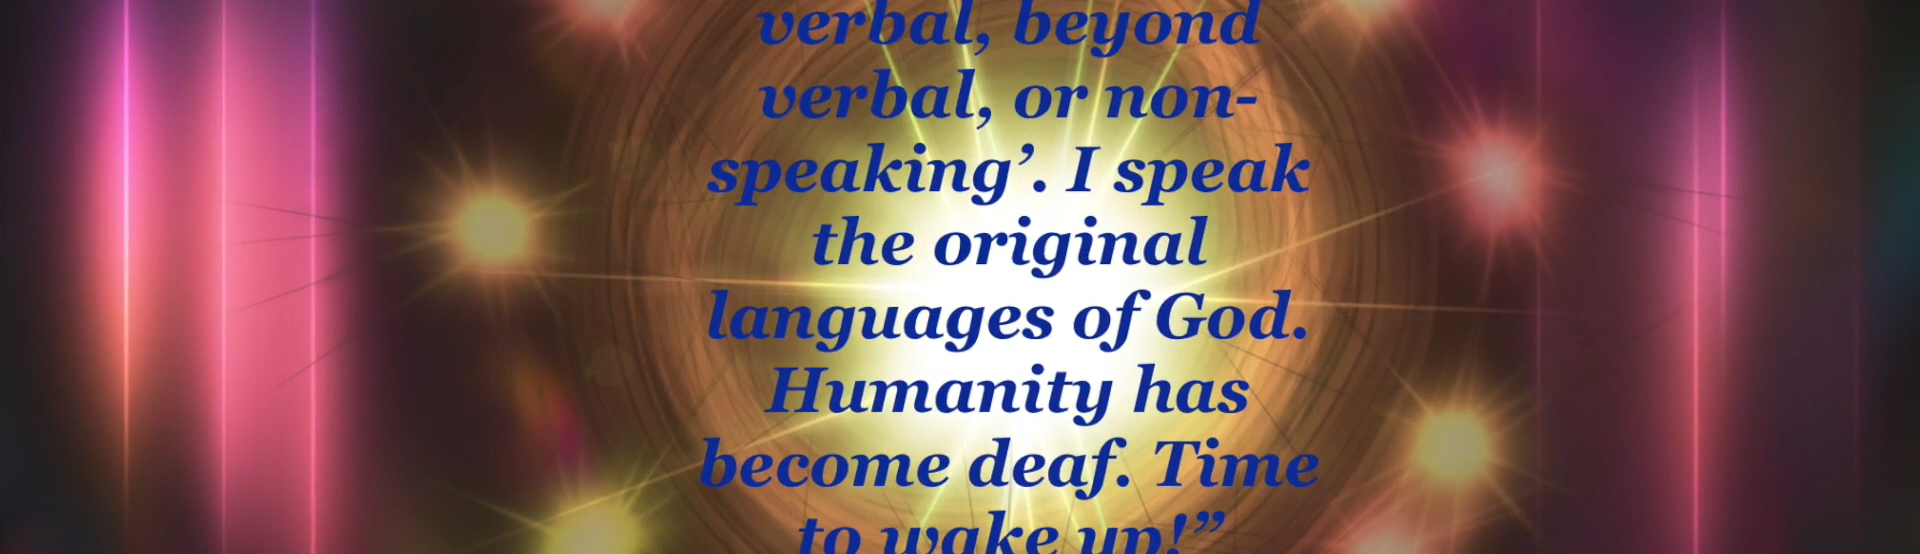 verbal, beyond
verbal, or non-
speaking’. I speak
the original
languages of God.
Humanity has
become deaf. Time
to wake up!”